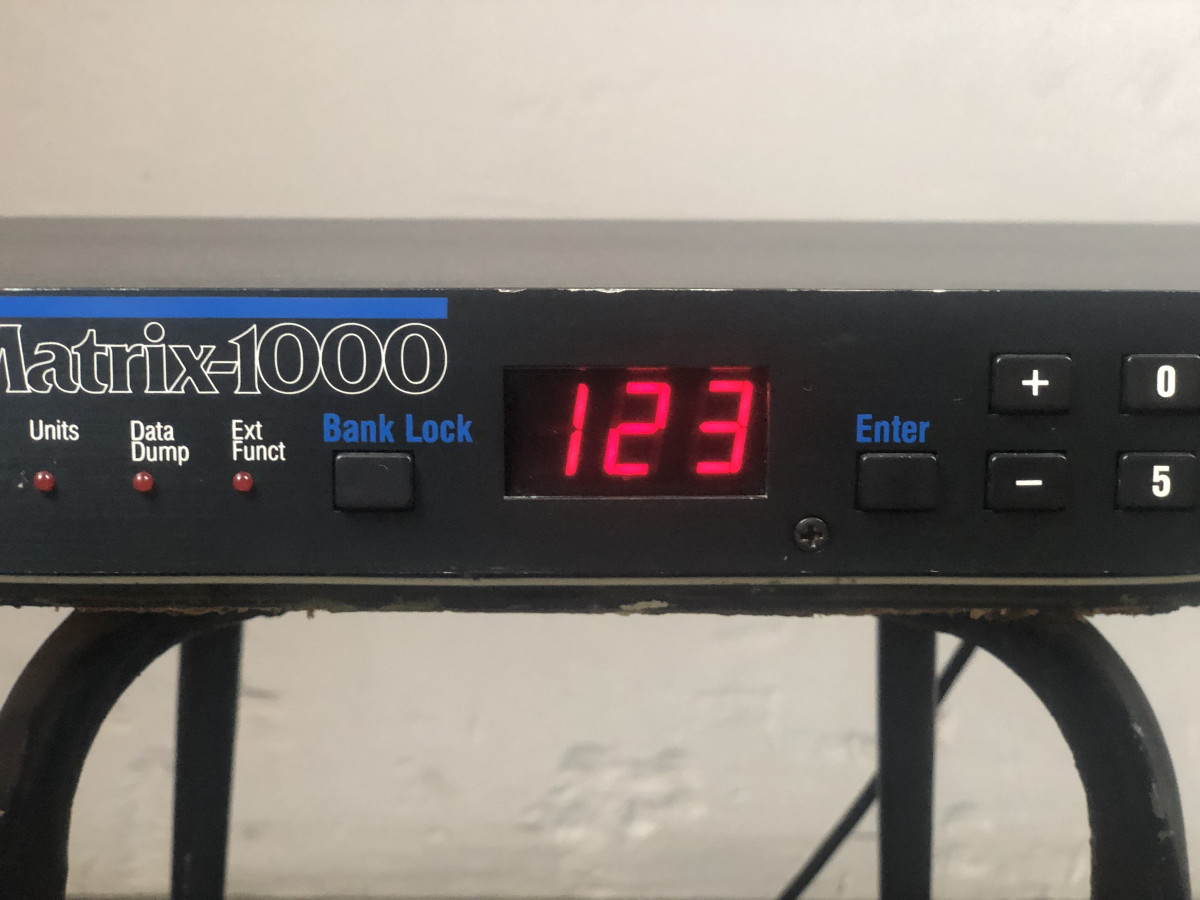 Matrix-1000
Units
Data
Dump
Ext
Funct
Bank Lock
123
Enter
+
0
−
5